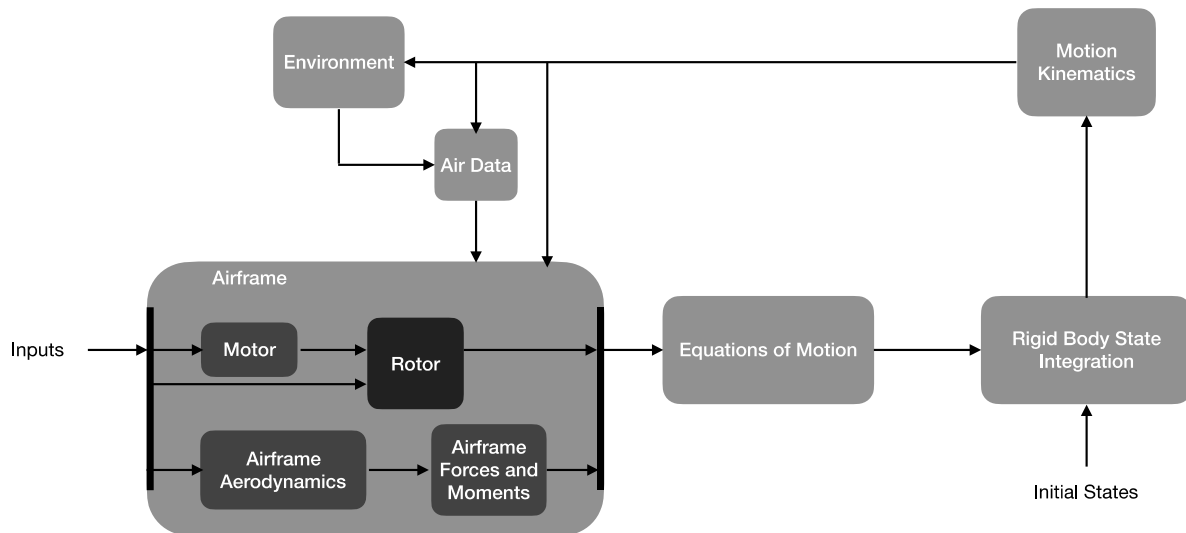 Environment
Motion
Kinematics
Air Data
Airframe
Inputs
Motor
Rotor
Equations of Motion
Rigid Body State
Integration
Airframe
Aerodynamics
Airframe
Forces and
Moments
Initial States